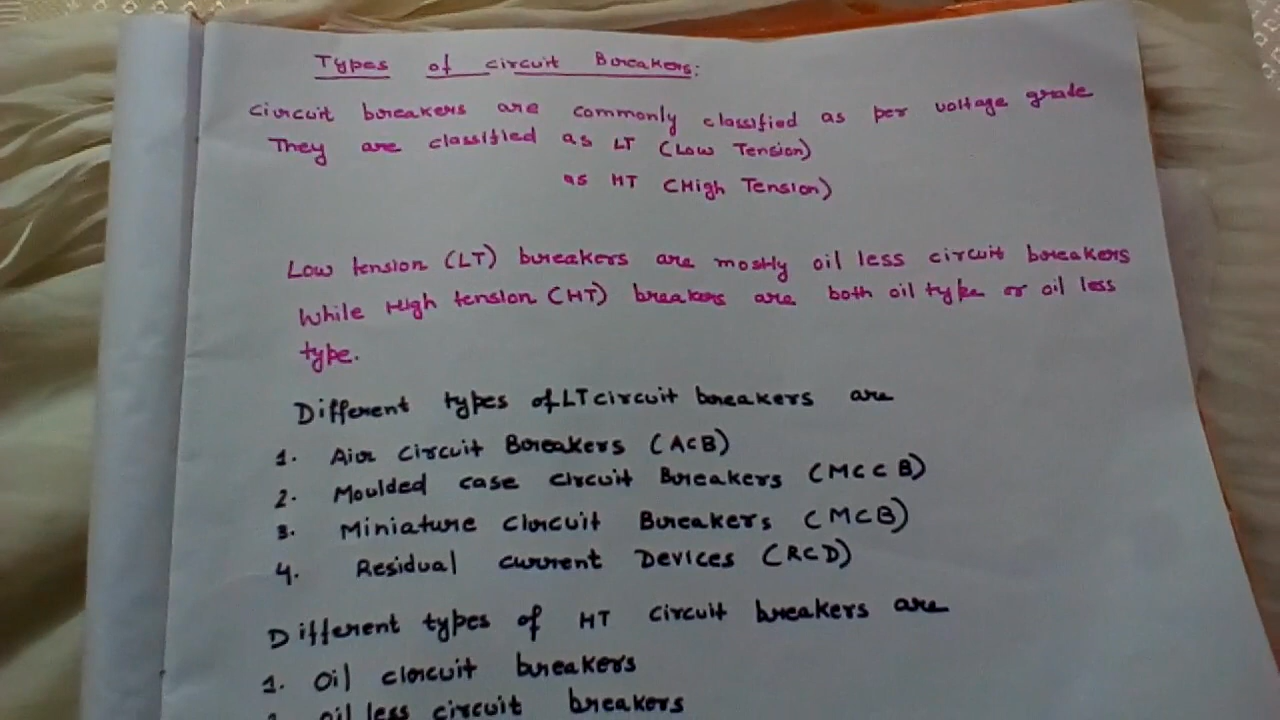 Types of circuit Breakers:
circuit breakers are commonly classified as per voltage grade
They are classified as LT (Low Tension)
as HT (High Tension)
Low tension (LT) breakers are mostly oil less circuit breakers
While High tension (HT) breakers are both oil type or oil less
type.
Different types of LT circuit breakers are
1. Air circuit Breakers (ACB)
2. Moulded case circuit Breakers (MCCB)
3. Miniature circuit Breakers (MCB)
4. Residual current Devices (RCD)
Different types of HT circuit breakers are
1. Oil circuit breakers
2. oil less circuit breakers